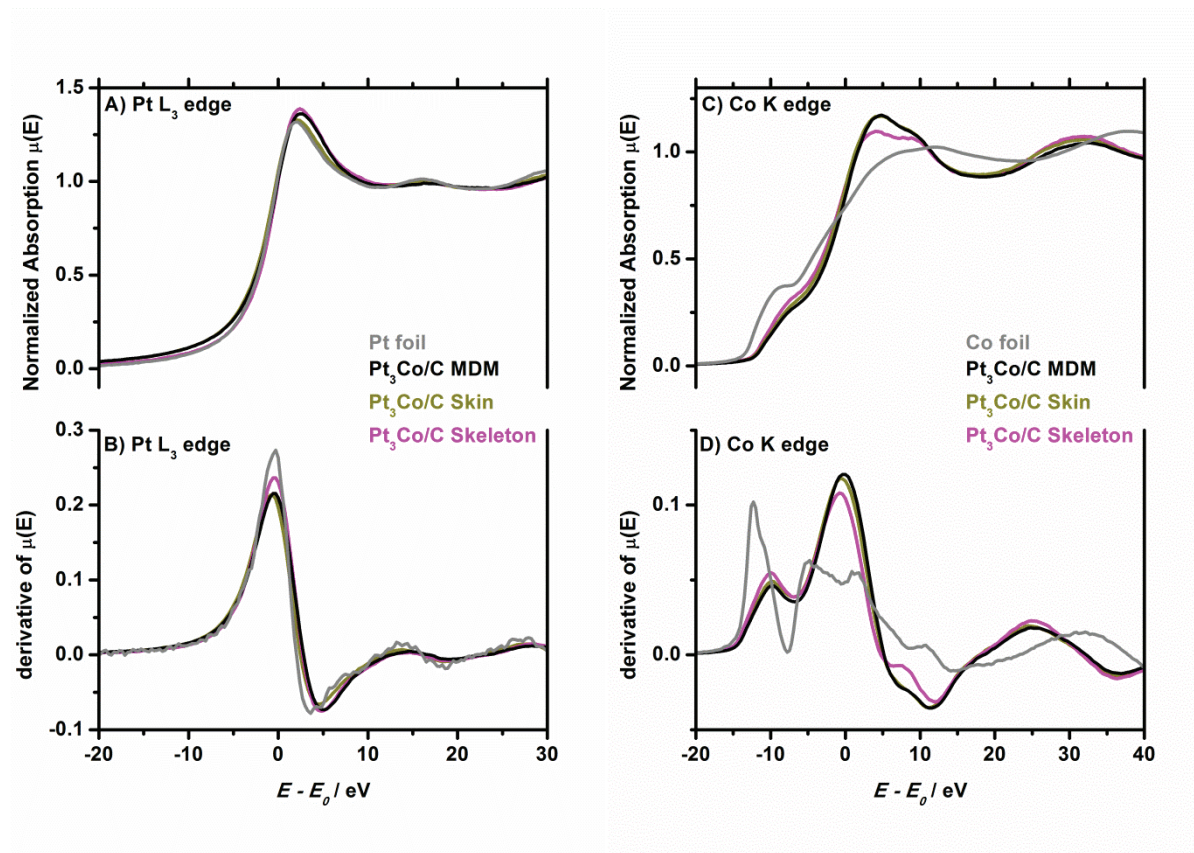 A) Pt L₃ edge
Normalized Absorption μ(E)
1.5
1.0
0.5
0.0
Pt foil
Pt₃Co/C MDM
Pt₃Co/C Skin
Pt₃Co/C Skeleton
B) Pt L₃ edge
derivative of μ(E)
0.3
0.2
0.1
0.0
-0.1
-20 -10 0 10 20 30
E - E₀ / eV
C) Co K edge
Normalized Absorption μ(E)
1.0
0.5
0.0
Co foil
Pt₃Co/C MDM
Pt₃Co/C Skin
Pt₃Co/C Skeleton
D) Co K edge
derivative of μ(E)
0.1
0.0
-20 -10 0 10 20 30 40
E - E₀ / eV